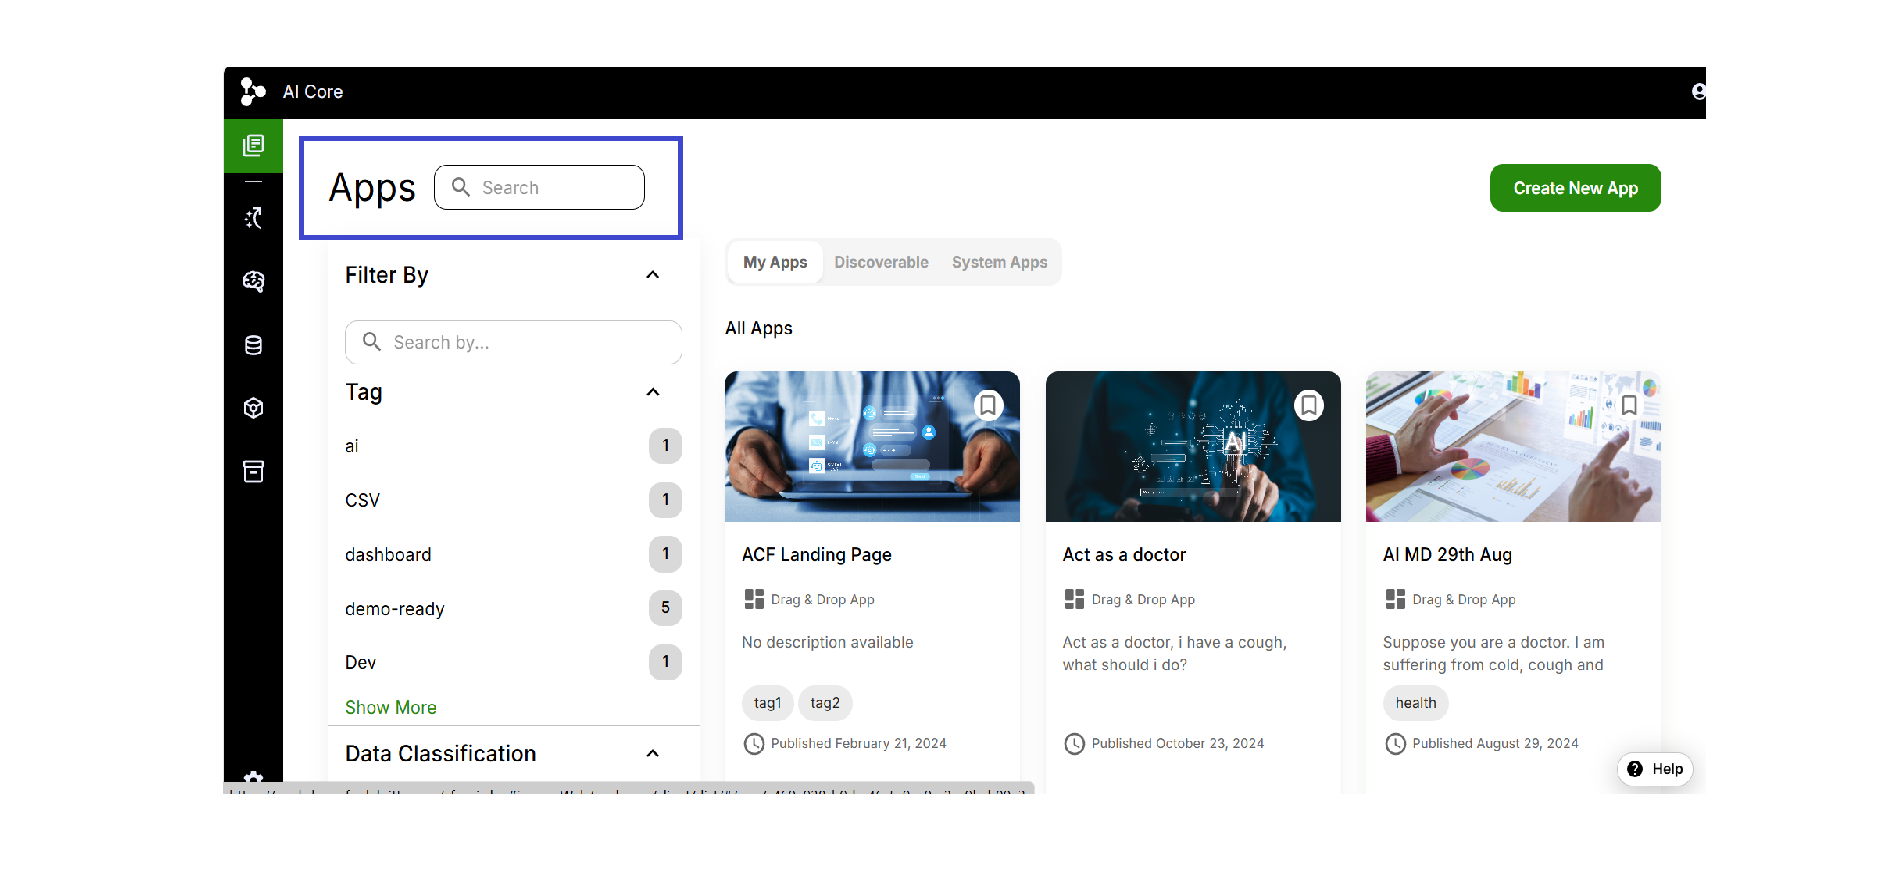 AI Core
Apps
Search
Create New App
Filter By
Search by...
Tag
ai 1
CSV 1
dashboard 1
demo-ready 5
Dev 1
Show More
Data Classification
My Apps Discoverable System Apps
All Apps
AI
ACF Landing Page
Drag & Drop App
No description available
tag1 tag2
Published February 21, 2024
Act as a doctor
Drag & Drop App
Act as a doctor, i have a cough,
what should i do?
Published October 23, 2024
AI MD 29th Aug
Drag & Drop App
Suppose you are a doctor. I am
suffering from cold, cough and
health
Published August 29, 2024
Help